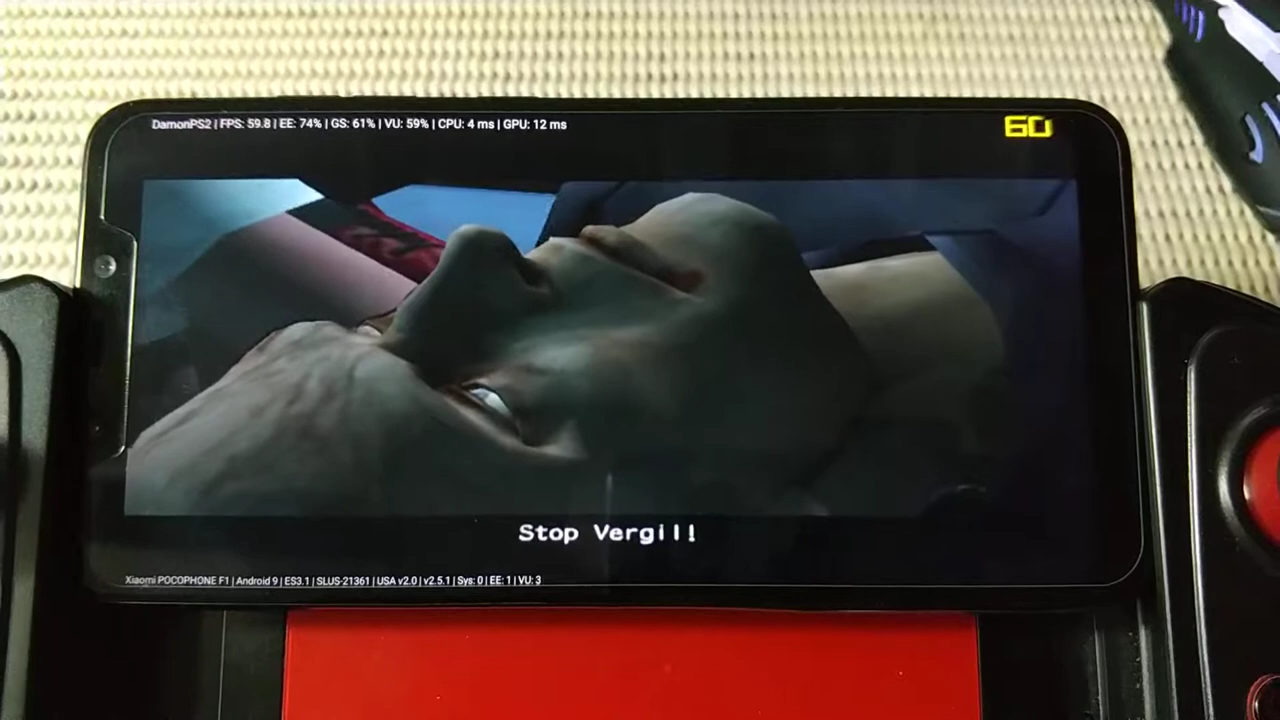 DamonPS2 | FPS: 59.8 | EE: 74% | GS: 61% | VU: 59% | CPU: 4 ms | GPU: 12 ms
60
Stop Vergil!
Xiaomi POCOPHONE F1 | Android 9 | ES3.1 | SLUS-21361 | USA v2.0 | v2.5.1 | Sys: 0 | EE: 1 | VU: 3